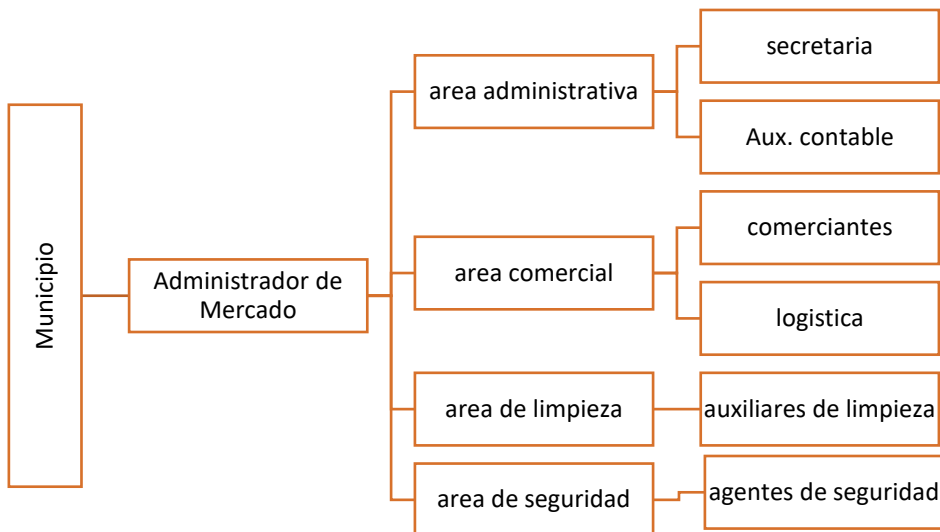 Municipio
Administrador de
Mercado
area administrativa
secretaria
Aux. contable
area comercial
comerciantes
logistica
area de limpieza
auxiliares de limpieza
area de seguridad
agentes de seguridad